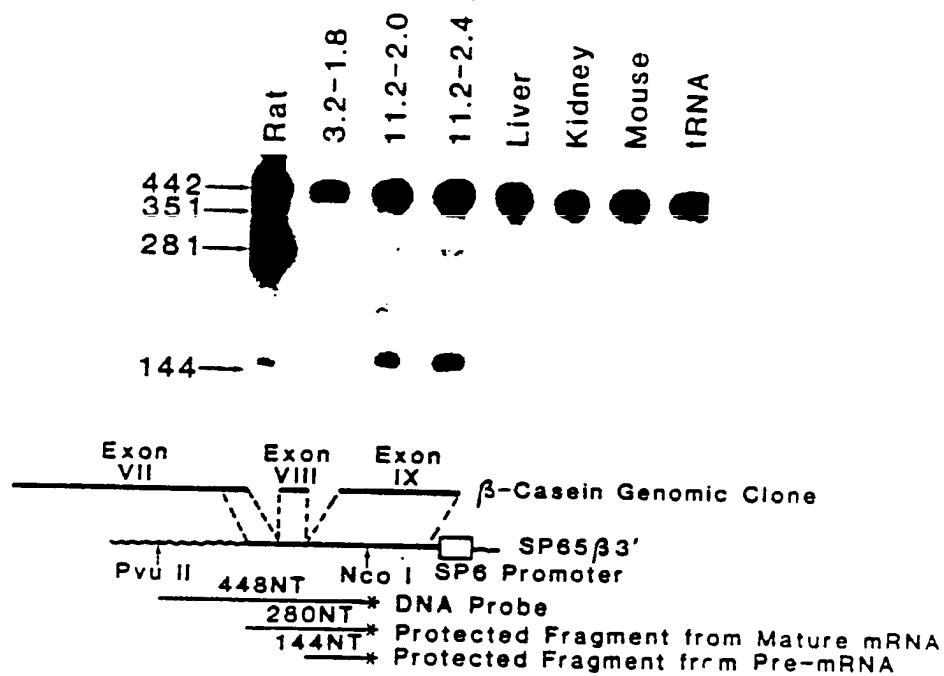 Rat
3.2-1.8
11.2-2.0
11.2-2.4
Liver
Kidney
Mouse
tRNA
442
351
281
144
Exon VII
Exon VIII
Exon IX
β-Casein Genomic Clone
SP65β3'
Pvu II
Nco I
SP6 Promoter
448NT
* DNA Probe
280NT
* Protected Fragment from Mature mRNA
144NT
* Protected Fragment from Pre-mRNA